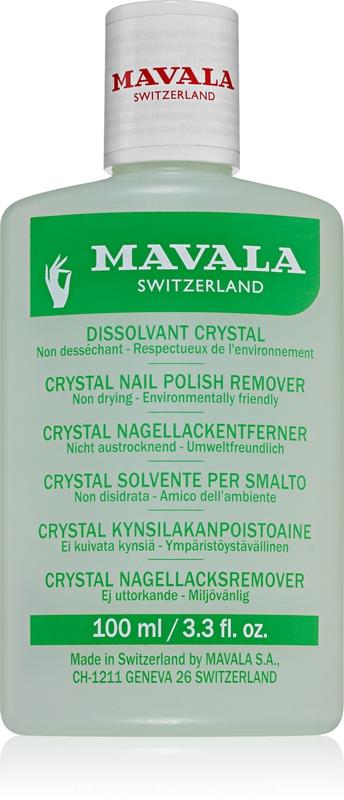 MAVALA
SWITZERLAND
MAVALA
SWITZERLAND
DISSOLVANT CRYSTAL
Non desséchant - Respectueux de l'environnement
CRYSTAL NAIL POLISH REMOVER
Non drying - Environmentally friendly
CRYSTAL NAGELLACKENTFERNER
Nicht austrocknend - Umweltfreundlich
CRYSTAL SOLVENTE PER SMALTO
Non disidrata - Amico dell'ambiente
CRYSTAL KYNSILAKANPOISTOAINE
Ei kuivata kynsiä - Ympäristöystävällinen
CRYSTAL NAGELLACKSREMOVER
Ej uttorkande - Miljövänlig
100 ml / 3.3 fl. oz.
Made in Switzerland by MAVALA S.A.,
CH-1211 GENEVA 26 SWITZERLAND